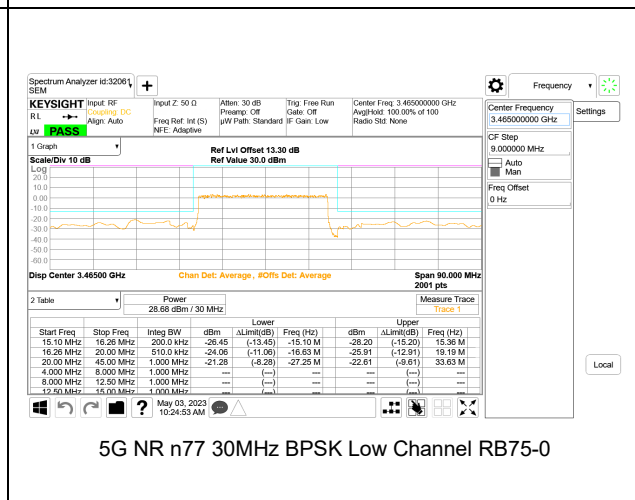 Spectrum Analyzer id:32061
SEM
Frequency
KEYSIGHT Input: RF Input Z: 50 Ω Atten: 30 dB Trig: Free Run Center Freq: 3.465000000 GHz
RL Coupling: DC Preamp: Off Gate: Off Avg|Hold: 100.00% of 100
Align: Auto Freq Ref: Int (S) µW Path: Standard IF Gain: Low Radio Std: None
NFE: Adaptive
LVI PASS
Center Frequency
3.465000000 GHz
Settings
CF Step
9.000000 MHz
Auto
Man
Freq Offset
0 Hz
Local
1 Graph
Ref Lvl Offset 13.30 dB
Scale/Div 10 dB Ref Value 30.0 dBm
Log
20.0
10.0
0.00
-10.0
-20.0
-30.0
-40.0
-50.0
-60.0
Disp Center 3.46500 GHz Chan Det: Average, #Offs Det: Average Span 90.000 MHz
2001 pts
2 Table Power Measure Trace
28.68 dBm / 30 MHz Trace 1
Lower Upper
Start Freq Stop Freq Integ BW dBm ΔLimit(dB) Freq (Hz) dBm ΔLimit(dB) Freq (Hz)
15.10 MHz 16.26 MHz 200.0 kHz -26.45 (-13.45) -15.10 M -28.20 (-15.20) 15.36 M
16.26 MHz 20.00 MHz 510.0 kHz -24.06 (-11.06) -16.63 M -25.91 (-12.91) 19.19 M
20.00 MHz 45.00 MHz 1.000 MHz -21.28 (-8.28) -27.25 M -22.61 (-9.61) 33.63 M
4.000 MHz 8.000 MHz 1.000 MHz --- (---) --- (---)
8.000 MHz 12.50 MHz 1.000 MHz --- (---) --- (---)
12.50 MHz 15.00 MHz 1.000 MHz --- (---) --- (---)
May 03, 2023
10:24:53 AM
5G NR n77 30MHz BPSK Low Channel RB75-0